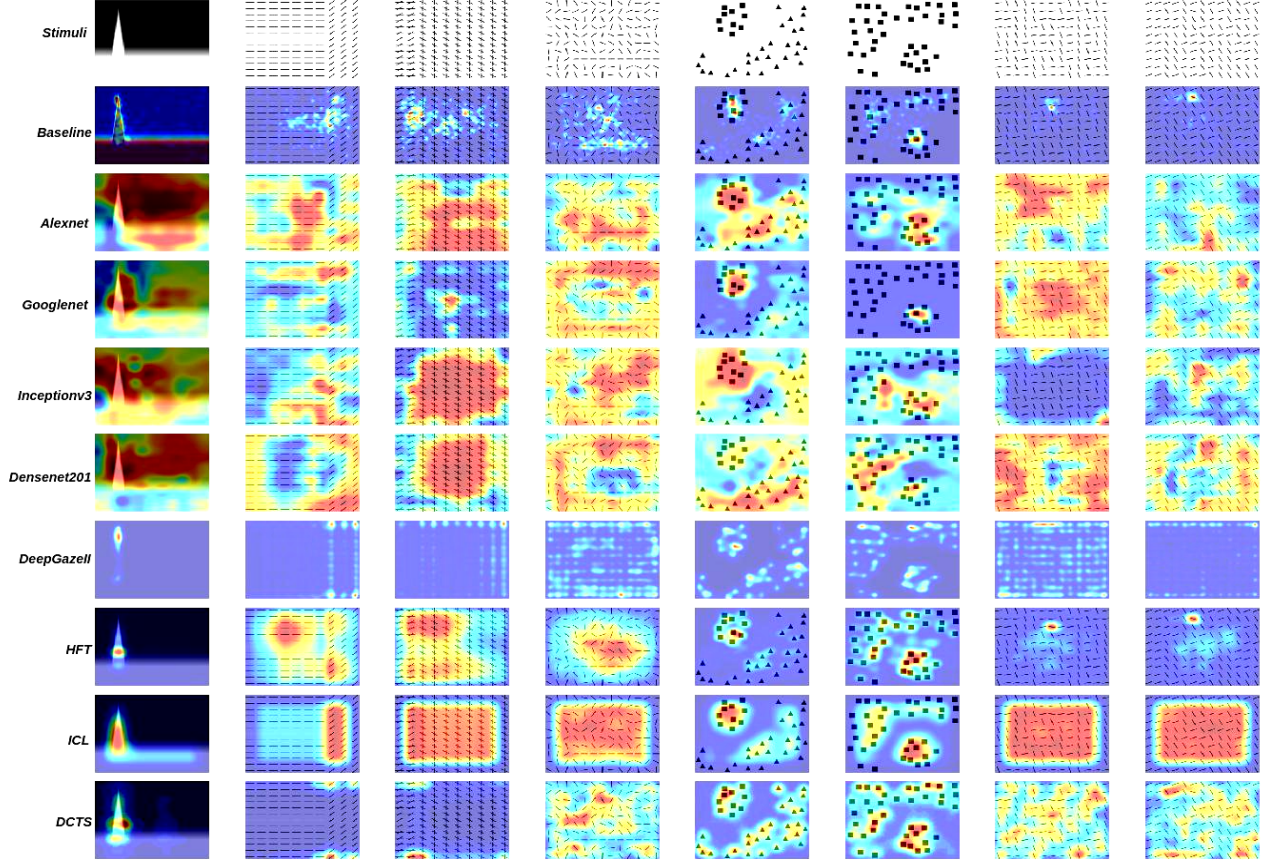 Stimuli
Baseline
Alexnet
Googlenet
Inceptionv3
Densenet201
DeepGazeII
HFT
ICL
DCTS